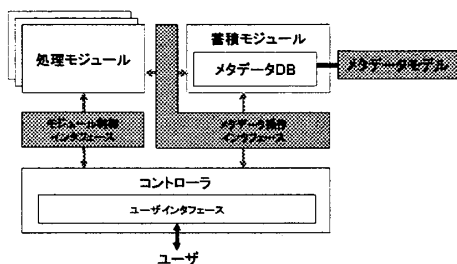 処理モジュール
蓄積モジュール
メタデータDB
メタデータモデル
モジュール制御
インタフェース
メタデータ操作
インタフェース
コントローラ
ユーザインタフェース
ユーザ